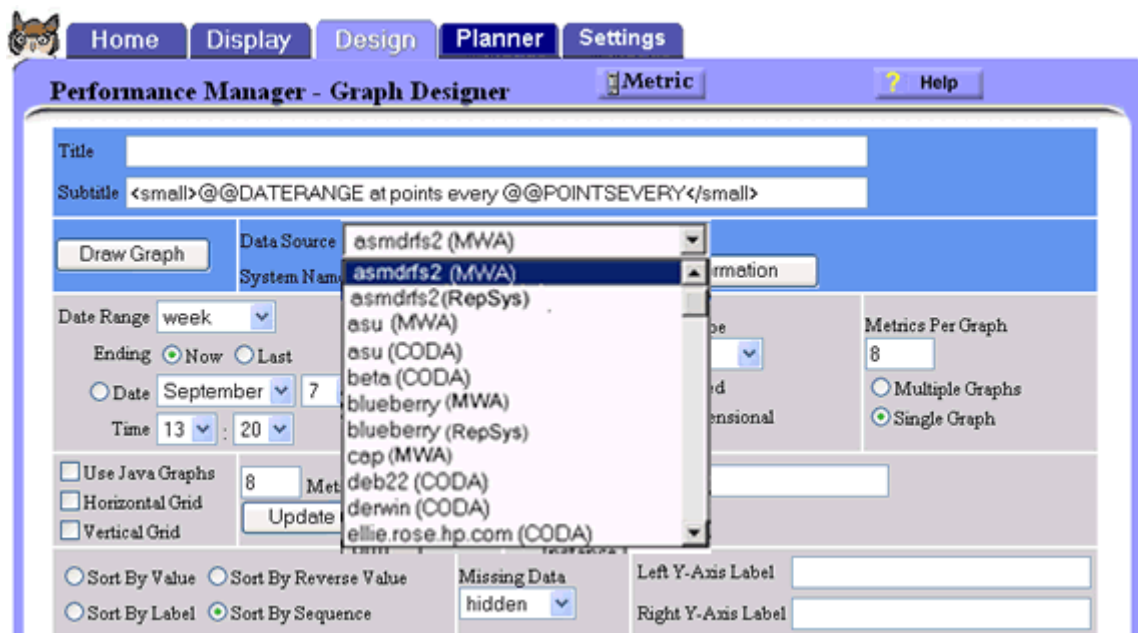 Home Display Design Planner Settings
Performance Manager - Graph Designer Metric ? Help
Title
Subtitle <small>@@DATERANGE at points every @@POINTSEVERY</small>
Draw Graph Data Source asmdrfs2 (MWA)
System Nam
asmdrfs2 (MWA)
rmation
asmdrfs2(RepSys)
asu (MWA)
asu (CODA)
beta (CODA)
blueberry (MWA)
blueberry (RepSys)
cap (MWA)
deb22 (CODA)
derwin (CODA)
ellie.rose.hp.com (CODA)
Date Range week
Ending Now Last
Date September 7
Time 13 : 20
pe
ed
ensional
Metrics Per Graph
8
Multiple Graphs
Single Graph
Use Java Graphs
Horizontal Grid
Vertical Grid
8 Met
Update
Instance
Sort By Value Sort By Reverse Value
Sort By Label Sort By Sequence
Missing Data
hidden
Left Y-Axis Label
Right Y-Axis Label